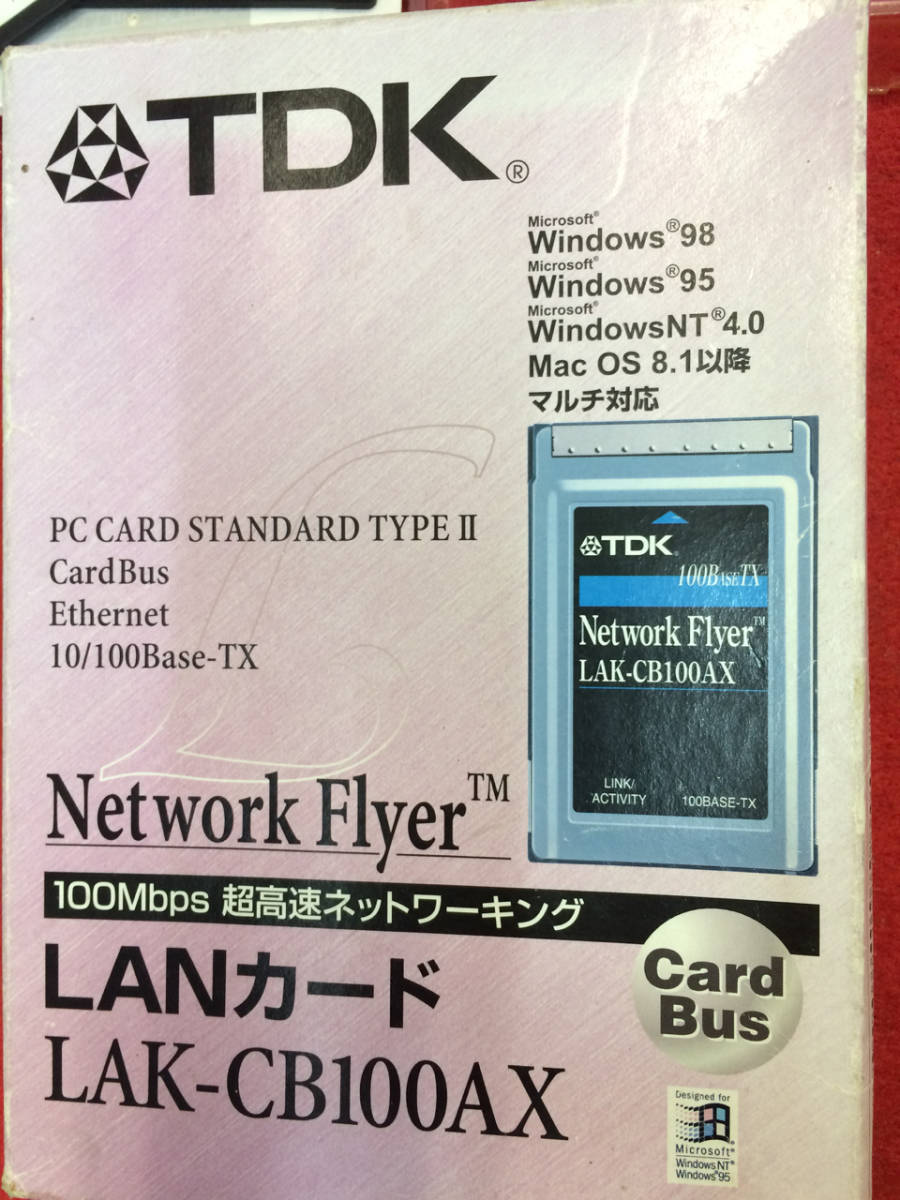 TDK®
Microsoft®
Windows®98
Microsoft®
Windows®95
Microsoft®
WindowsNT®4.0
Mac OS 8.1以降
マルチ対応
PC CARD STANDARD TYPE II
CardBus
Ethernet
10/100Base-TX
TDK
100BASETX
Network Flyer™
LAK-CB100AX
LINK/
ACTIVITY
100BASE-TX
Network Flyer™
100Mbps 超高速ネットワーキング
LANカード
LAK-CB100AX
Card
Bus
Designed for
Microsoft®
Windows NT®
Windows®95